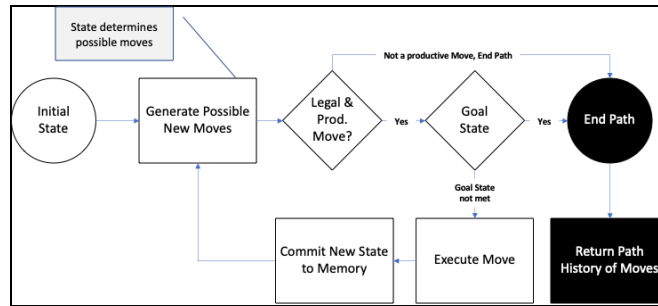 State determines
possible moves
Not a productive Move, End Path
Initial
State
Generate Possible
New Moves
Legal &
Prod.
Move?
Yes
Goal
State
Yes
End Path
Goal State
not met
Commit New State
to Memory
Execute Move
Return Path
History of Moves